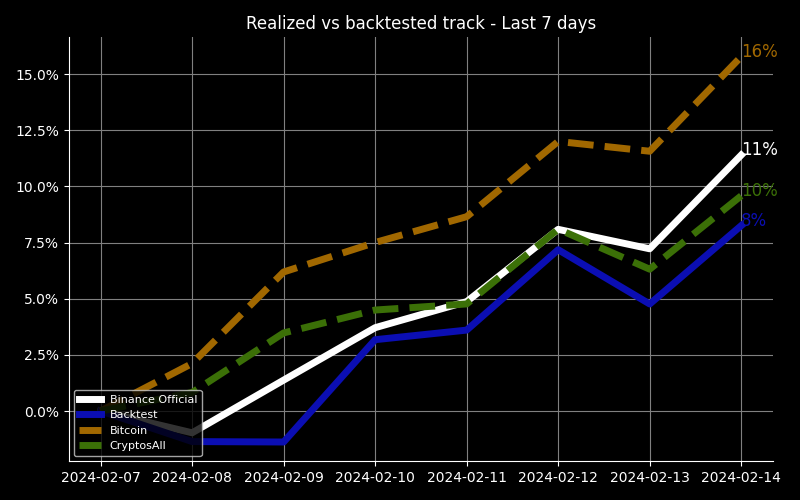 Realized vs backtested track - Last 7 days
16%
15.0%
12.5%
11%
10.0%
10%
8%
7.5%
5.0%
2.5%
0.0%
Binance Official
Backtest
Bitcoin
CryptosAll
2024-02-07 2024-02-08 2024-02-09 2024-02-10 2024-02-11 2024-02-12 2024-02-13 2024-02-14